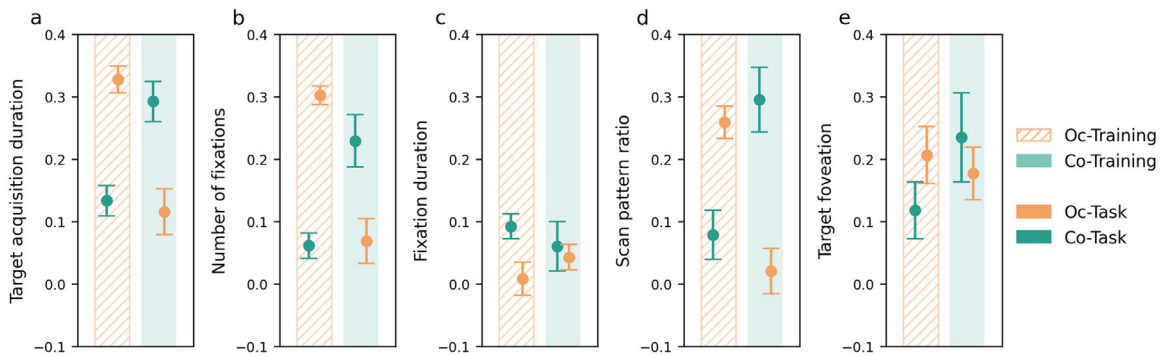 a
b
c
d
e
Target acquisition duration
0.4
0.3
0.2
0.1
0.0
−0.1
Number of fixations
0.4
0.3
0.2
0.1
0.0
−0.1
Fixation duration
0.4
0.3
0.2
0.1
0.0
−0.1
Scan pattern ratio
0.4
0.3
0.2
0.1
0.0
−0.1
Target foveation
0.4
0.3
0.2
0.1
0.0
−0.1
Oc-Training
Co-Training
Oc-Task
Co-Task